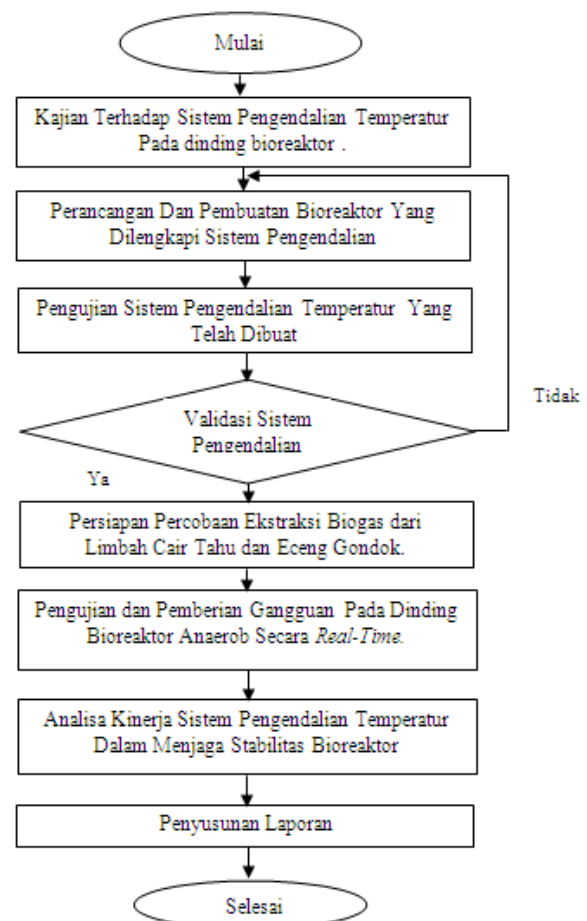 Mulai
Kajian Terhadap Sistem Pengendalian Temperatur
Pada dinding bioreaktor .
Perancangan Dan Pembuatan Bioreaktor Yang
Dilengkapi Sistem Pengendalian
Pengujian Sistem Pengendalian Temperatur Yang
Telah Dibuat
Validasi Sistem
Pengendalian
Tidak
Ya
Persiapan Percobaan Ekstraksi Biogas dari
Limbah Cair Tahu dan Eceng Gondok.
Pengujian dan Pemberian Gangguan Pada Dinding
Bioreaktor Anaerob Secara Real-Time.
Analisa Kinerja Sistem Pengendalian Temperatur
Dalam Menjaga Stabilitas Bioreaktor
Penyusunan Laporan
Selesai